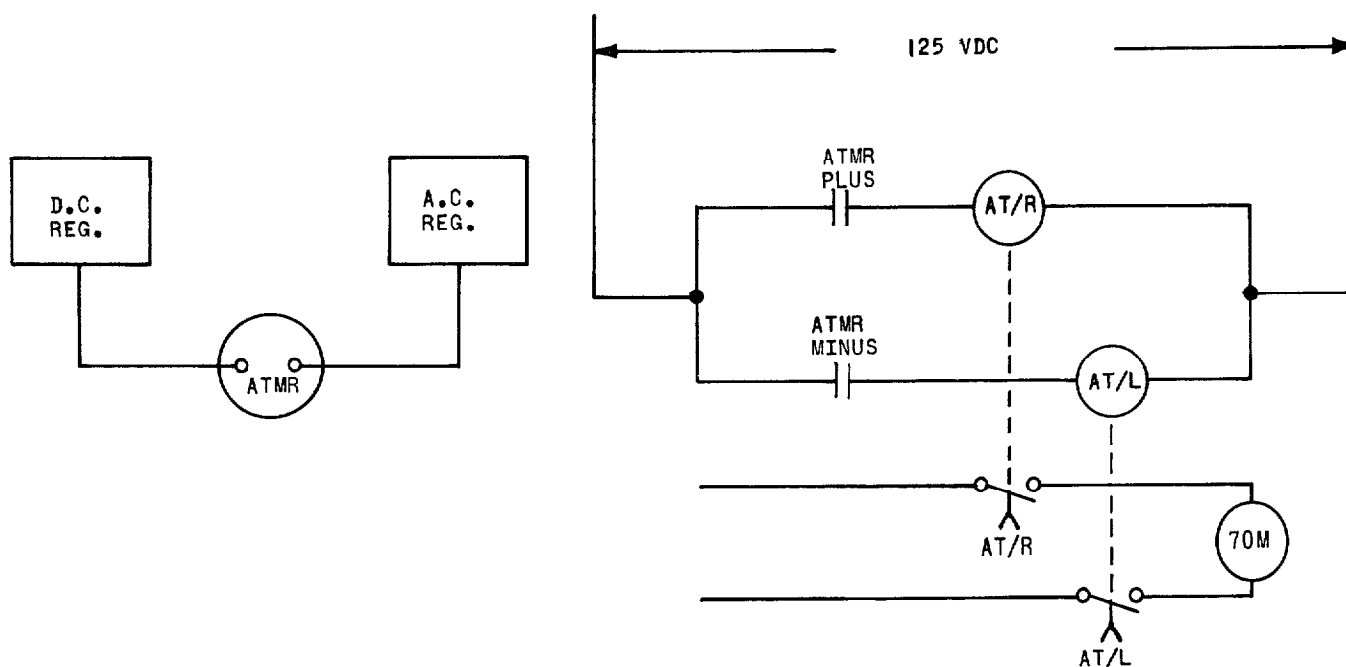 125 VDC
D.C.
REG.
A.C.
REG.
ATMR
ATMR
PLUS
AT/R
ATMR
MINUS
AT/L
AT/R
70M
AT/L